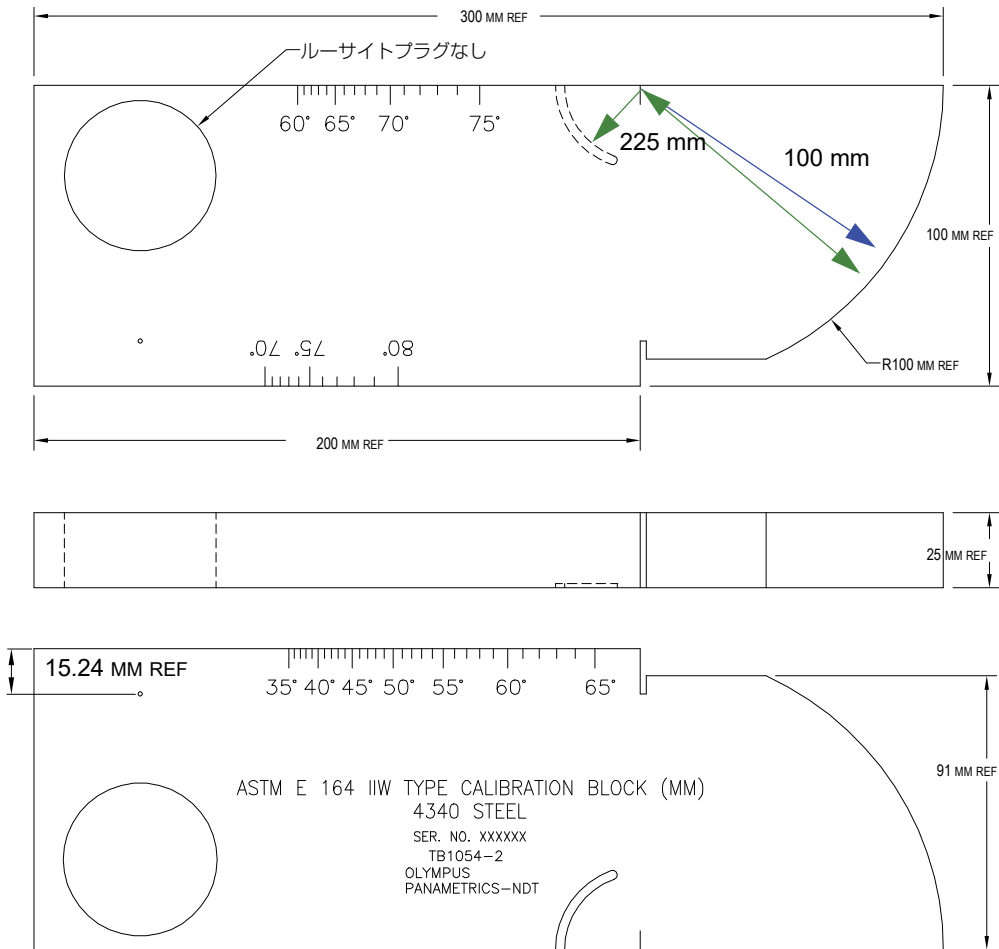 300 MM REF
ルーサイトプラグなし
60° 65° 70° 75°
225 mm
100 mm
100 MM REF
70° 75° 80°
R100 MM REF
200 MM REF
25 MM REF
15.24 MM REF
35° 40° 45° 50° 55° 60° 65°
91 MM REF
ASTM E 164 IIW TYPE CALIBRATION BLOCK (MM)
4340 STEEL
SER. NO. XXXXXX
TB1054-2
OLYMPUS
PANAMETRICS-NDT